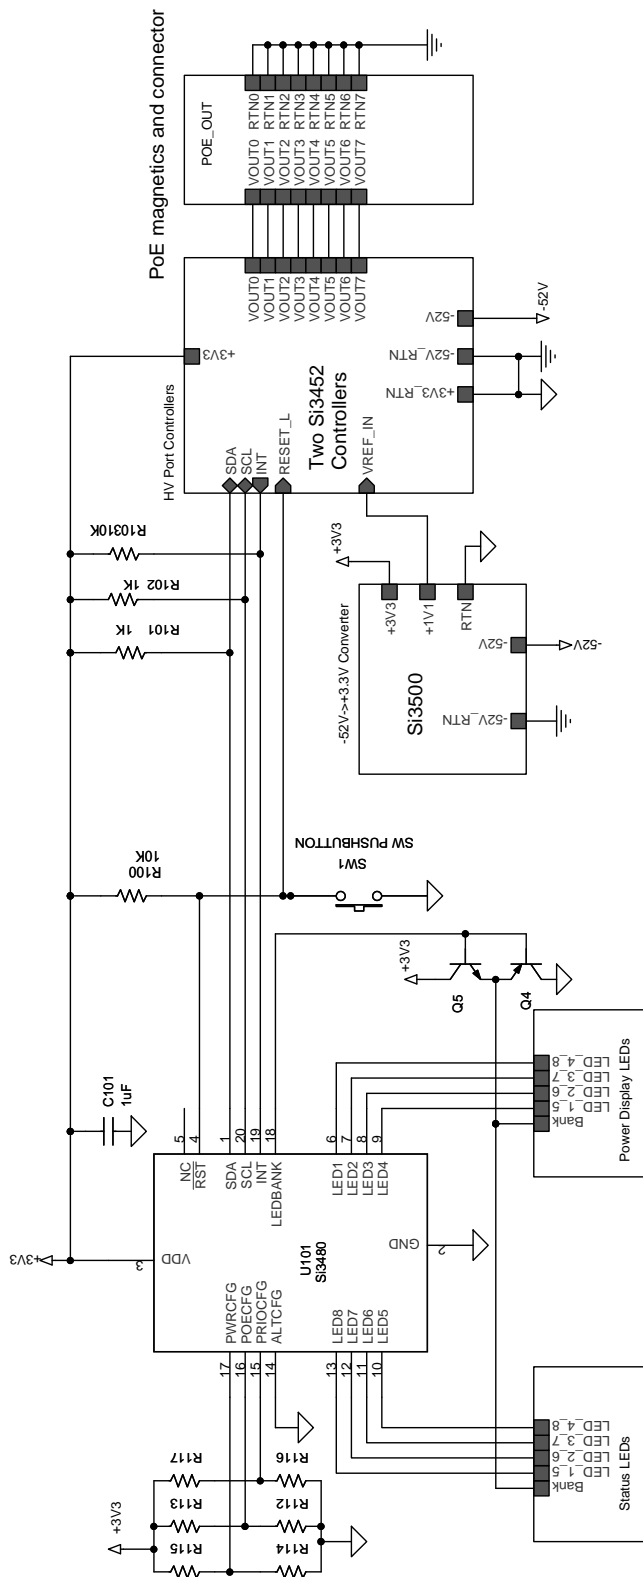 PoE magnetics and connector
POE_OUT
RTN0
RTN1
RTN2
RTN3
RTN4
RTN5
RTN6
RTN7
VOUT0
VOUT1
VOUT2
VOUT3
VOUT4
VOUT5
VOUT6
VOUT7
HV Port Controllers
Two Si3452
Controllers
+3V3
VOUT0
VOUT1
VOUT2
VOUT3
VOUT4
VOUT5
VOUT6
VOUT7
SDA
SCL
INT
RESET_L
VREF_IN
-52V
-52V_RTN
+3V3_RTN
-52V
R103
10K
R102
1K
R101
1K
-52V->+3.3V Converter
Si3500
+3V3
+3V3
+1V1
RTN
-52V
-52V_RTN
-52V
R100
10K
SW1
SW PUSHBUTTON
C101
1uF
+3V3
Q5
Q4
+3V3
U101
Si3480
VDD
3
NC
5
RST
4
SDA
1
SCL
20
INT
19
LEDBANK
18
LED1
6
LED2
7
LED3
8
LED4
9
GND
2
PWRCFG
17
POECFG
16
PRIOCFG
15
ALTCFG
14
LED8
13
LED7
12
LED6
11
LED5
10
Power Display LEDs
LED_4_8
LED_3_7
LED_2_6
LED_1_5
Bank
Status LEDs
LED_4_8
LED_3_7
LED_2_6
LED_1_5
Bank
+3V3
R117
R116
R113
R112
R115
R114